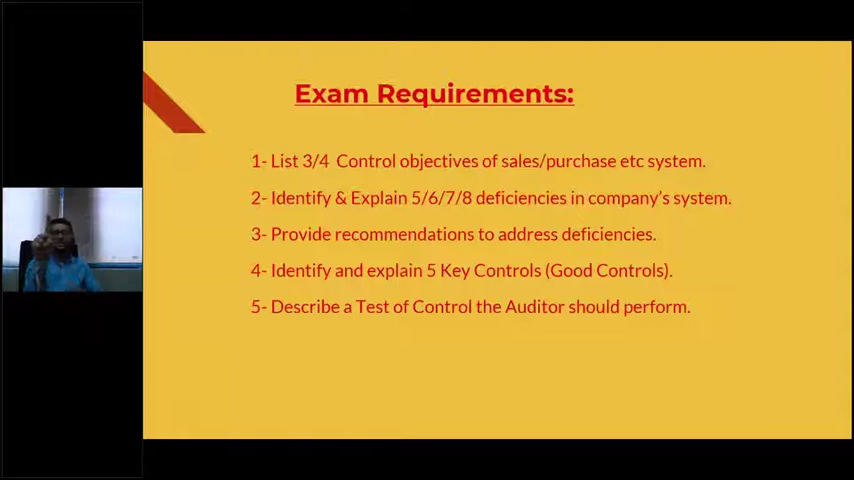 Exam Requirements:
1- List 3/4 Control objectives of sales/purchase etc system.
2- Identify & Explain 5/6/7/8 deficiencies in company's system.
3- Provide recommendations to address deficiencies.
4- Identify and explain 5 Key Controls (Good Controls).
5- Describe a Test of Control the Auditor should perform.